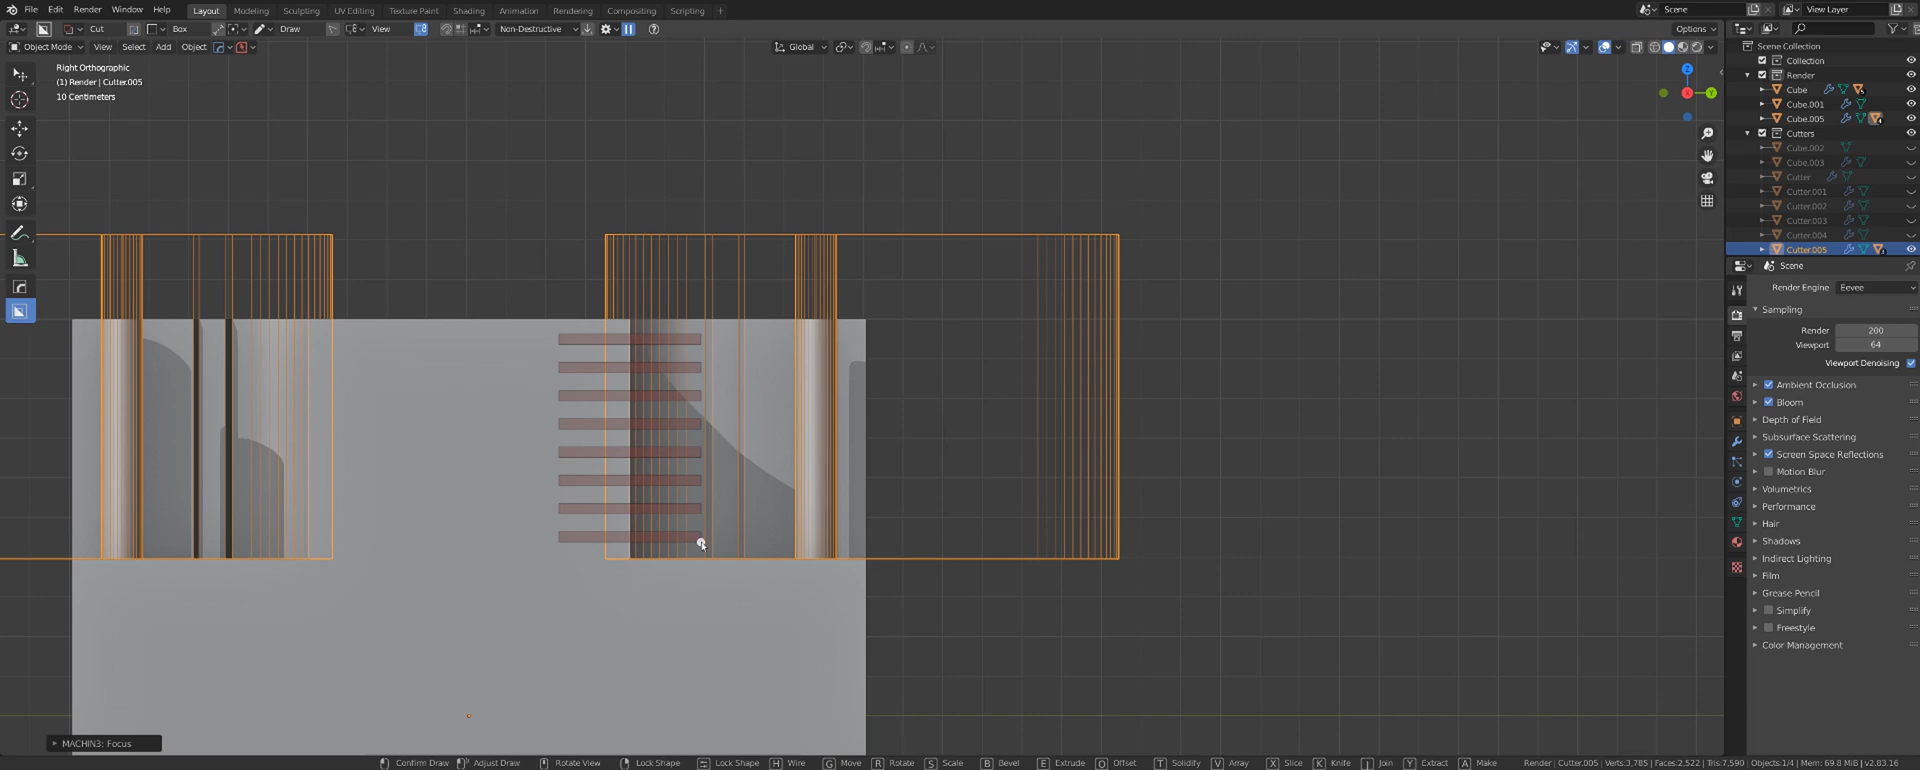 File Edit Render Window Help Layout Modeling Sculpting UV Editing Texture Paint Shading Animation Rendering Compositing Scripting + Scene View Layer
Cut Box Draw View Non-Destructive Options
Object Mode View Select Add Object Global
Right Orthographic
(1) Render | Cutter.005
10 Centimeters
Z
X
Y
MACHIN3: Focus
Scene Collection
Collection
Render
Cube
Cube.001
Cube.005
Cutters
Cube.002
Cube.003
Cutter
Cutter.001
Cutter.002
Cutter.003
Cutter.004
Cutter.005
Scene
Render Engine Eevee
Sampling
Render 200
Viewport 64
Viewport Denoising
Ambient Occlusion
Bloom
Depth of Field
Subsurface Scattering
Screen Space Reflections
Motion Blur
Volumetrics
Performance
Hair
Shadows
Indirect Lighting
Film
Grease Pencil
Simplify
Freestyle
Color Management
Confirm Draw Adjust Draw Rotate View Lock Shape Lock Shape H Wire G Move R Rotate S Scale B Bevel E Extrude O Offset T Solidify V Array X Slice K Knife J Join Y Extract A Make Render | Cutter.005 | Verts:3,785 | Faces:2,522 | Tris:7,590 | Objects:1/4 | Mem: 69.8 MiB | v2.83.16